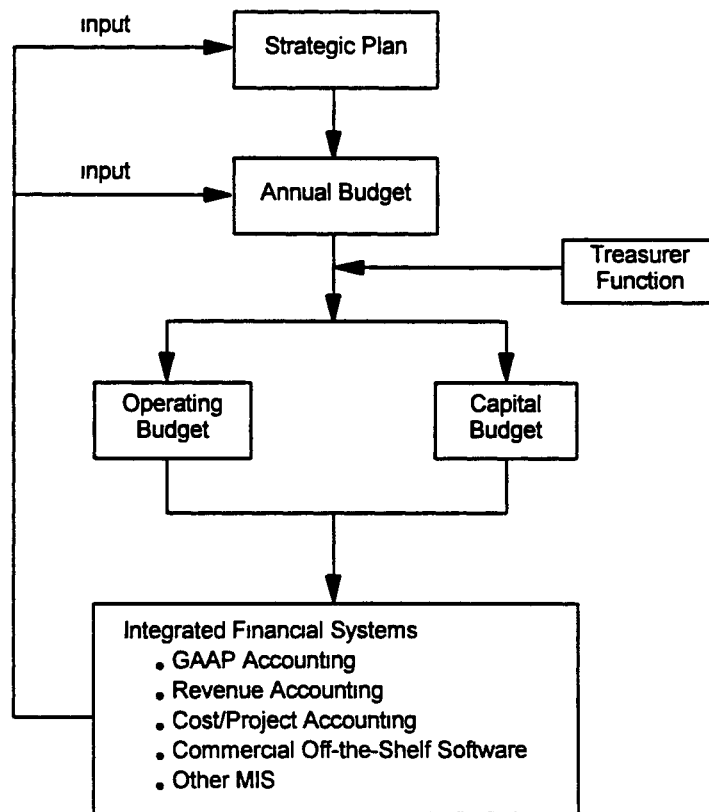 input
Strategic Plan
input
Annual Budget
Treasurer
Function
Operating
Budget
Capital
Budget
Integrated Financial Systems
• GAAP Accounting
• Revenue Accounting
• Cost/Project Accounting
• Commercial Off-the-Shelf Software
• Other MIS